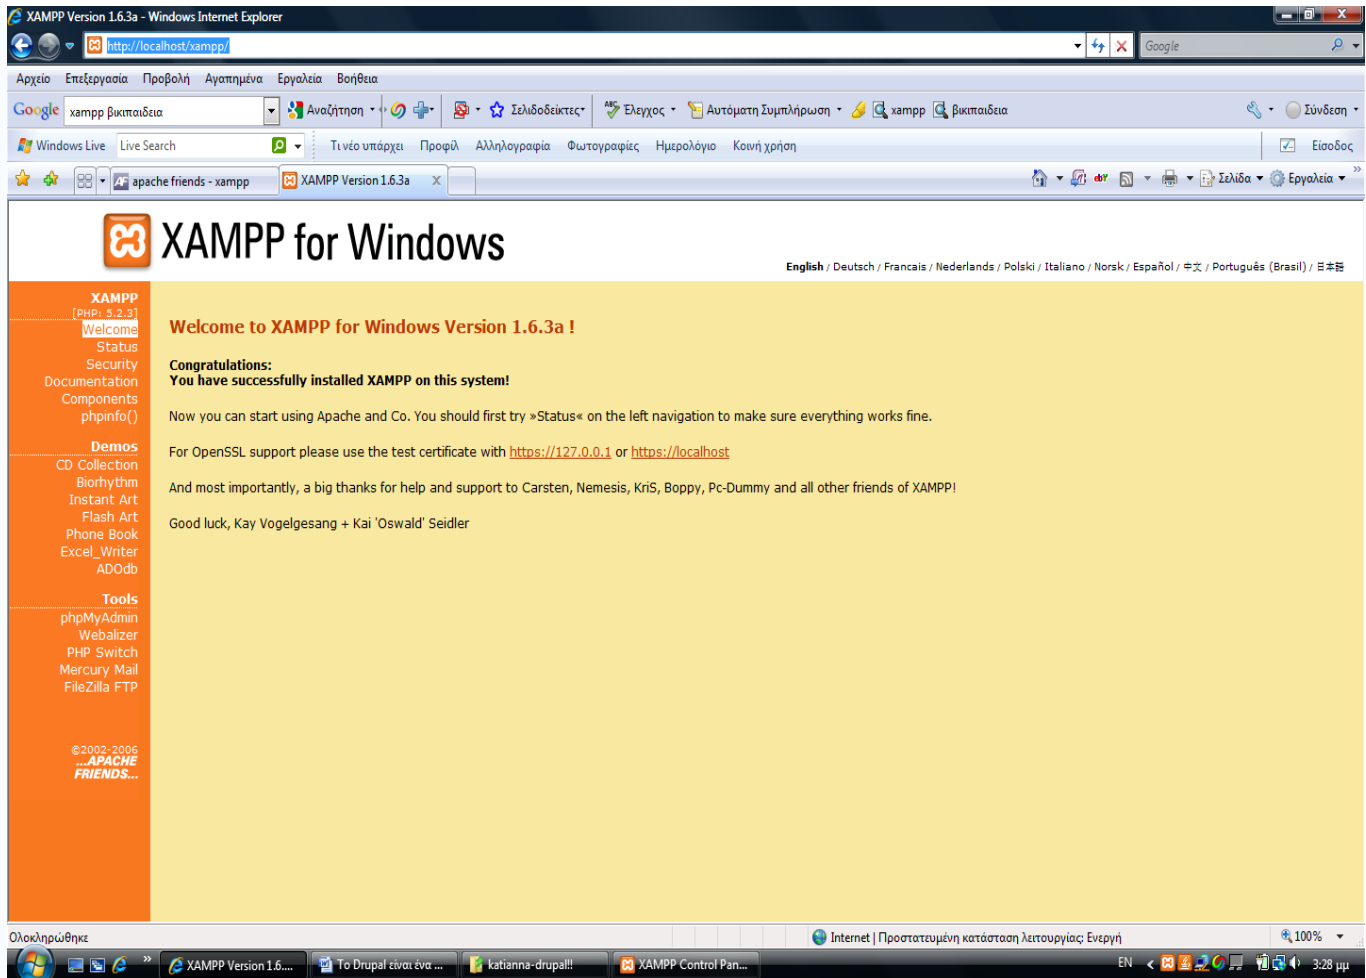 XAMPP Version 1.6.3a - Windows Internet Explorer
http://localhost/xampp/
Google
Αρχείο Επεξεργασία Προβολή Αγαπημένα Εργαλεία Βοήθεια
Google xampp βικιπαιδεια Αναζήτηση Σελιδοδείκτες Έλεγχος Αυτόματη Συμπλήρωση xampp βικιπαιδεια Σύνδεση
Windows Live Live Search Τι νέο υπάρχει Προφίλ Αλληλογραφία Φωτογραφίες Ημερολόγιο Κοινή χρήση Είσοδος
apache friends - xampp XAMPP Version 1.6.3a X ebY Σελίδα Εργαλεία »
XAMPP for Windows
English / Deutsch / Francais / Nederlands / Polski / Italiano / Norsk / Español / 中文 / Português (Brasil) / 日本語
XAMPP
[PHP: 5.2.3]
Welcome
Status
Security
Documentation
Components
phpinfo()
Demos
CD Collection
Biorhythm
Instant Art
Flash Art
Phone Book
Excel_Writer
ADOdb
Tools
phpMyAdmin
Webalizer
PHP Switch
Mercury Mail
FileZilla FTP
©2002-2006
...APACHE
FRIENDS...
Welcome to XAMPP for Windows Version 1.6.3a !
Congratulations:
You have successfully installed XAMPP on this system!
Now you can start using Apache and Co. You should first try »Status« on the left navigation to make sure everything works fine.
For OpenSSL support please use the test certificate with https://127.0.0.1 or https://localhost
And most importantly, a big thanks for help and support to Carsten, Nemesis, KriS, Boppy, Pc-Dummy and all other friends of XAMPP!
Good luck, Kay Vogelgesang + Kai 'Oswald' Seidler
Ολοκληρώθηκε
Internet | Προστατευμένη κατάσταση λειτουργίας: Ενεργή
100%
» XAMPP Version 1.6.... Το Drupal είναι ένα ... katianna-drupal!! XAMPP Control Pan... EN 3:28 μμ